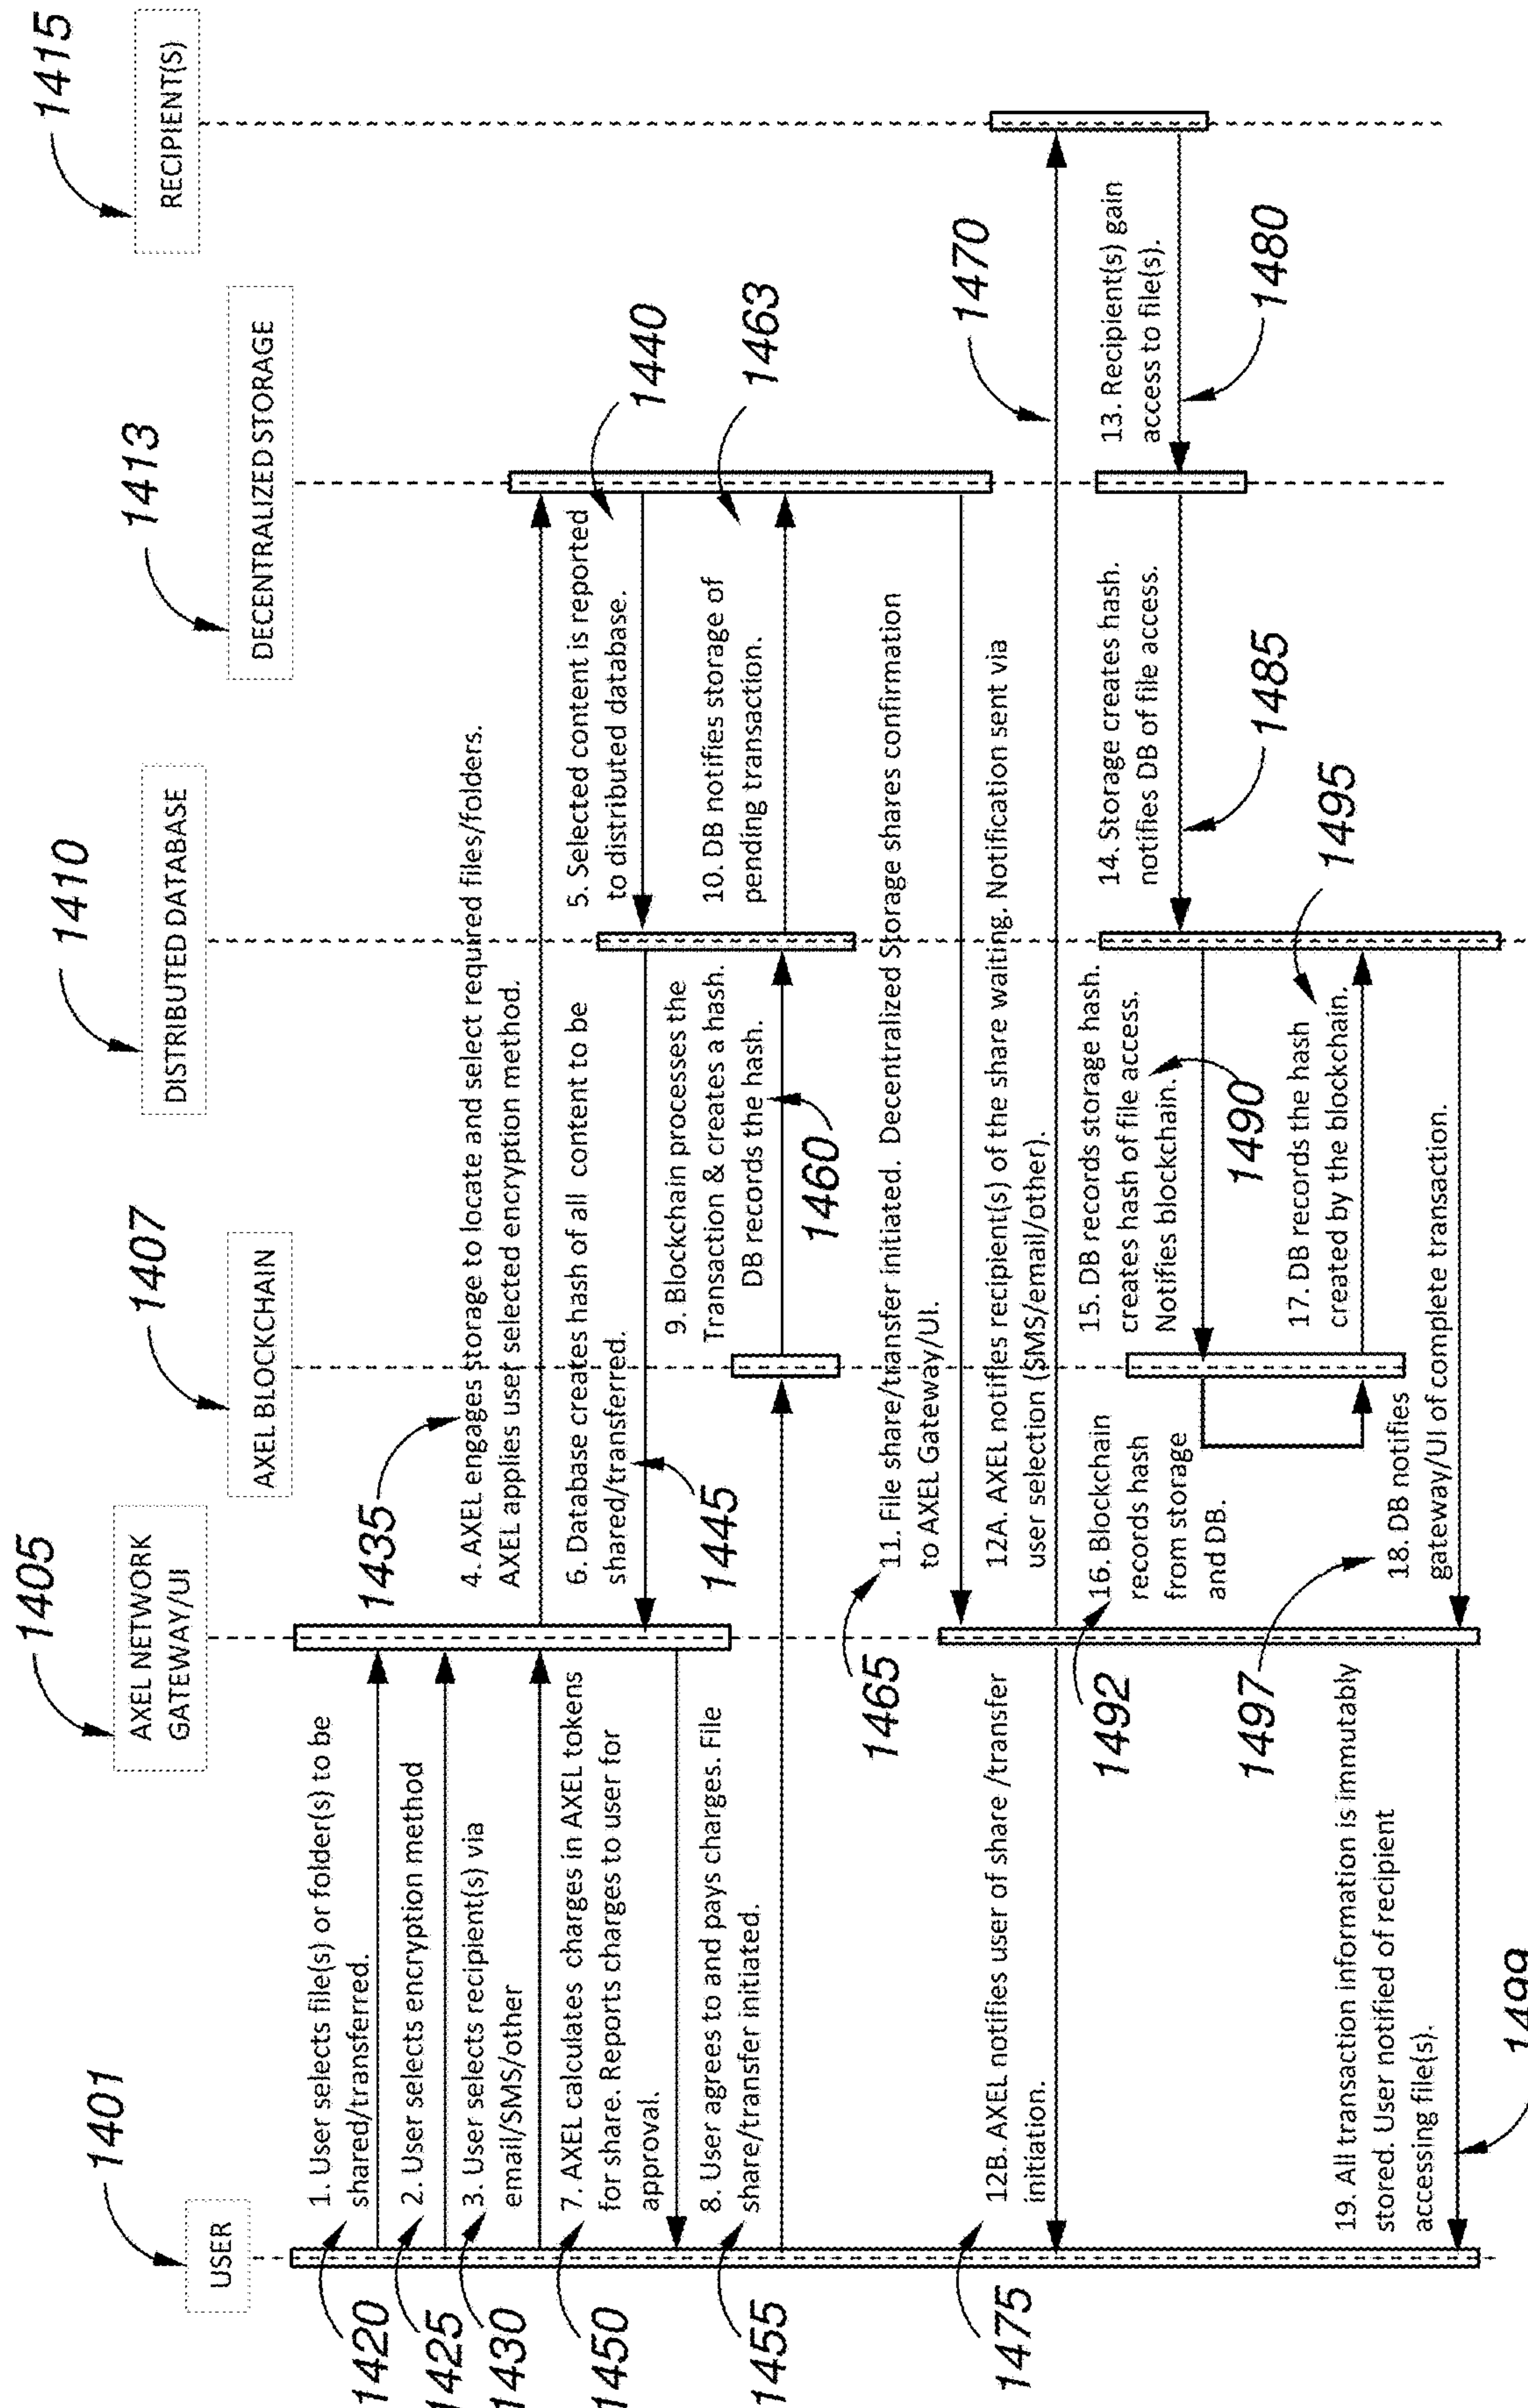 1401
USER
1405
AXEL NETWORK
GATEWAY/UI
1407
AXEL BLOCKCHAIN
1410
DISTRIBUTED DATABASE
1413
DECENTRALIZED STORAGE
1415
RECIPIENT(S)
1420
1. User selects file(s) or folder(s) to be
shared/transferred.
1425
2. User selects encryption method
1430
3. User selects recipient(s) via
email/SMS/other
1435
4. AXEL engages storage to locate and select required files/folders.
AXEL applies user selected encryption method.
5. Selected content is reported
to distributed database.
1440
6. Database creates hash of all content to be
shared/transferred.
1445
1450
7. AXEL calculates charges in AXEL tokens
for share. Reports charges to user for
approval.
1455
8. User agrees to and pays charges. File
share/transfer initiated.
9. Blockchain processes the
Transaction & creates a hash.
DB records the hash.
1460
10. DB notifies storage of
pending transaction.
1463
1465
11. File share/transfer initiated. Decentralized Storage shares confirmation
to AXEL Gateway/UI.
12A. AXEL notifies recipient(s) of the share waiting. Notification sent via
user selection (SMS/email/other).
1470
1475
12B. AXEL notifies user of share /transfer
initiation.
13. Recipient(s) gain
access to file(s).
1480
14. Storage creates hash.
notifies DB of file access.
1485
15. DB records storage hash.
creates hash of file access.
Notifies blockchain.
1490
1492
16. Blockchain
records hash
from storage
and DB.
17. DB records the hash
created by the blockchain.
1495
1497
18. DB notifies
gateway/UI of complete transaction.
19. All transaction information is immutably
stored. User notified of recipient
accessing file(s).
1499